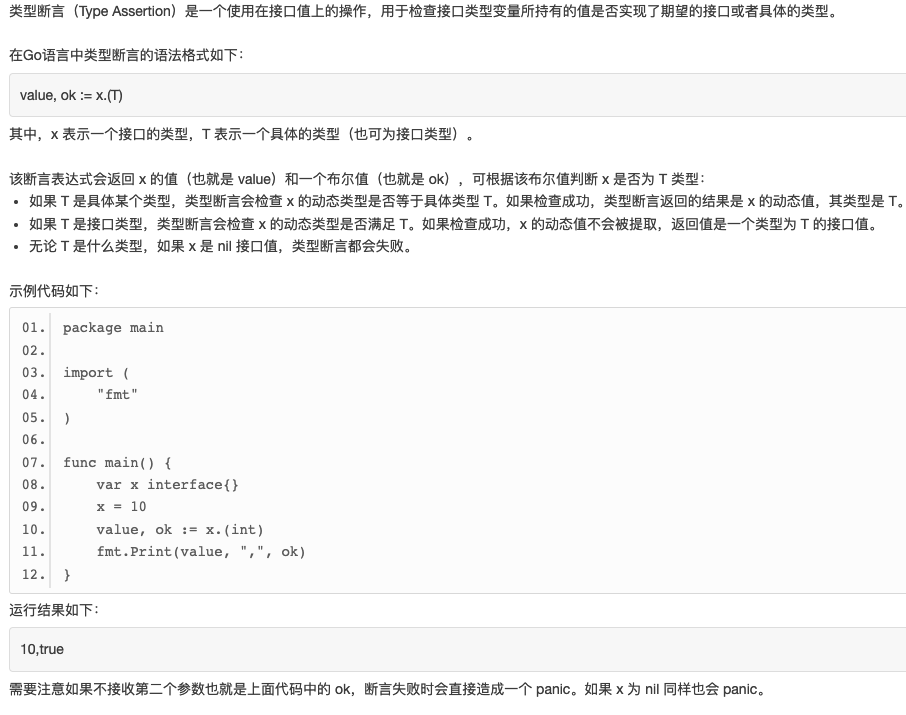 类型断言（Type Assertion）是一个使用在接口值上的操作，用于检查接口类型变量所持有的值是否实现了期望的接口或者具体的类型。
在Go语言中类型断言的语法格式如下：
value, ok := x.(T)
其中，x 表示一个接口的类型，T 表示一个具体的类型（也可为接口类型）。
该断言表达式会返回 x 的值（也就是 value）和一个布尔值（也就是 ok），可根据该布尔值判断 x 是否为 T 类型：
• 如果 T 是具体某个类型，类型断言会检查 x 的动态类型是否等于具体类型 T。如果检查成功，类型断言返回的结果是 x 的动态值，其类型是 T。
• 如果 T 是接口类型，类型断言会检查 x 的动态类型是否满足 T。如果检查成功，x 的动态值不会被提取，返回值是一个类型为 T 的接口值。
• 无论 T 是什么类型，如果 x 是 nil 接口值，类型断言都会失败。
示例代码如下：
01. package main
02.
03. import (
04.     "fmt"
05. )
06.
07. func main() {
08.     var x interface{}
09.     x = 10
10.     value, ok := x.(int)
11.     fmt.Print(value, ",", ok)
12. }
运行结果如下：
10,true
需要注意如果不接收第二个参数也就是上面代码中的 ok，断言失败时会直接造成一个 panic。如果 x 为 nil 同样也会 panic。